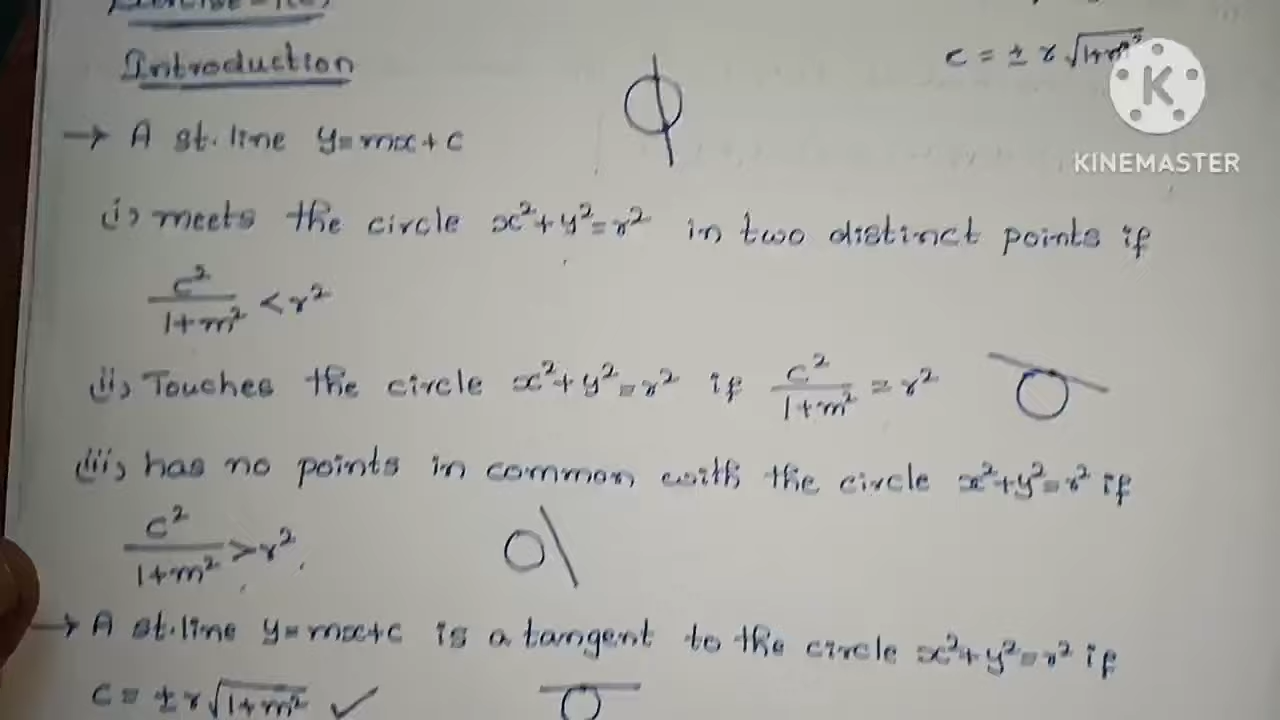 Introduction
c = ± r √1+m²
K
KINEMASTER
→ A st. line y=mx+c
(i) meets the circle x²+y²=r² in two distinct points if
c²/1+m² < r²
(ii) Touches the circle x²+y²=r² if c²/1+m² = r²
(iii) has no points in common with the circle x²+y²=r² if
c²/1+m² > r².
→ A st.line y=mx+c is a tangent to the circle x²+y²=r² if
c = ± r √1+m² ✓